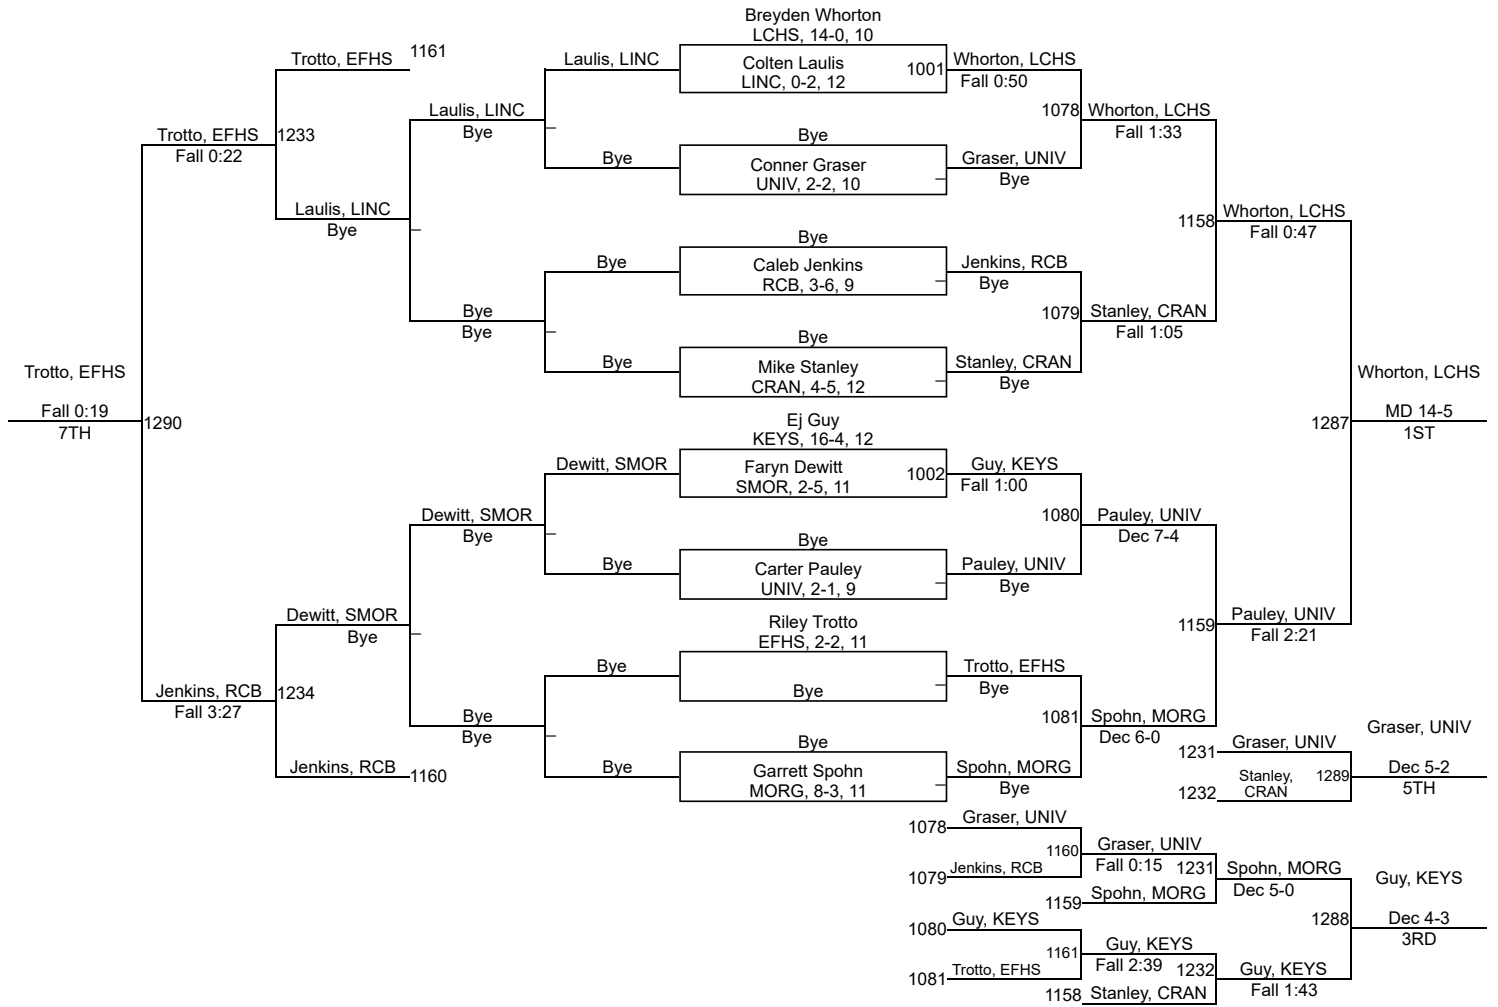 Breyden Whorton
LCHS, 14-0, 10
Trotto, EFHS
1161
Laulis, LINC
Colten Laulis
LINC, 0-2, 12
1001
Whorton, LCHS
Fall 0:50
Laulis, LINC
Bye
1078
Whorton, LCHS
Fall 1:33
Trotto, EFHS
Fall 0:22
1233
Bye
Bye
Conner Graser
UNIV, 2-2, 10
Graser, UNIV
Bye
Laulis, LINC
Bye
1158
Whorton, LCHS
Fall 0:47
Bye
Bye
Caleb Jenkins
RCB, 3-6, 9
Jenkins, RCB
Bye
Bye
Bye
1079
Stanley, CRAN
Fall 1:05
Bye
Bye
Mike Stanley
CRAN, 4-5, 12
Stanley, CRAN
Bye
Trotto, EFHS
Fall 0:19
7TH
1290
Whorton, LCHS
1287
MD 14-5
1ST
Ej Guy
KEYS, 16-4, 12
Dewitt, SMOR
Faryn Dewitt
SMOR, 2-5, 11
1002
Guy, KEYS
Fall 1:00
Dewitt, SMOR
Bye
1080
Pauley, UNIV
Dec 7-4
Bye
Bye
Carter Pauley
UNIV, 2-1, 9
Pauley, UNIV
Bye
Dewitt, SMOR
Bye
1159
Pauley, UNIV
Fall 2:21
Riley Trotto
EFHS, 2-2, 11
Bye
Bye
Trotto, EFHS
Bye
Jenkins, RCB
Fall 3:27
1234
Bye
Bye
1081
Spohn, MORG
Dec 6-0
Jenkins, RCB
1160
Bye
Bye
Garrett Spohn
MORG, 8-3, 11
Spohn, MORG
Bye
1231
Graser, UNIV
1232
Stanley,
CRAN
1289
Graser, UNIV
Dec 5-2
5TH
1078
Graser, UNIV
1079
Jenkins, RCB
1160
Graser, UNIV
Fall 0:15
1231
1159
Spohn, MORG
Spohn, MORG
Dec 5-0
Guy, KEYS
1288
Dec 4-3
3RD
1080
Guy, KEYS
1081
Trotto, EFHS
1161
Guy, KEYS
Fall 2:39
1232
1158
Stanley, CRAN
Guy, KEYS
Fall 1:43